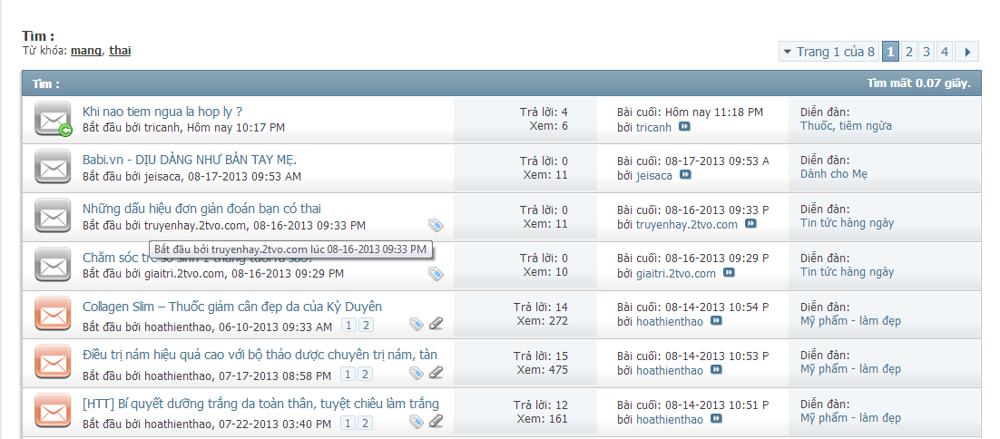 Tìm :
Từ khóa: mang, thai
Trang 1 của 8 1 2 3 4
Tìm : Tìm mất 0.07 giây.
Khi nao tiem ngua la hop ly ? Trả lời: 4 Bài cuối: Hôm nay 11:18 PM Diễn đàn:
Bắt đầu bởi tricanh, Hôm nay 10:17 PM Xem: 6 bởi tricanh Thuốc, tiêm ngừa
Babi.vn - DỊU DÀNG NHƯ BÀN TAY MẸ. Trả lời: 0 Bài cuối: 08-17-2013 09:53 A Diễn đàn:
Bắt đầu bởi jeisaca, 08-17-2013 09:53 AM Xem: 11 bởi jeisaca Dành cho Mẹ
Những dấu hiệu đơn giản đoán bạn có thai Trả lời: 0 Bài cuối: 08-16-2013 09:33 P Diễn đàn:
Bắt đầu bởi truyenhay.2tvo.com, 08-16-2013 09:33 PM Xem: 11 bởi truyenhay.2tvo.com Tin tức hàng ngày
Bắt đầu bởi truyenhay.2tvo.com lúc 08-16-2013 09:33 PM
Chăm sóc trẻ sơ sinh 1 tháng tuổi ra sao? Trả lời: 0 Bài cuối: 08-16-2013 09:29 P Diễn đàn:
Bắt đầu bởi giaitri.2tvo.com, 08-16-2013 09:29 PM Xem: 10 bởi giaitri.2tvo.com Tin tức hàng ngày
Collagen Slim – Thuốc giảm cân đẹp da của Kỳ Duyên Trả lời: 14 Bài cuối: 08-14-2013 10:54 P Diễn đàn:
Bắt đầu bởi hoathienthao, 06-10-2013 09:33 AM 1 2 Xem: 272 bởi hoathienthao Mỹ phẩm - làm đẹp
Điều trị nám hiệu quả cao với bộ thảo dược chuyên trị nám, tàn Trả lời: 15 Bài cuối: 08-14-2013 10:53 P Diễn đàn:
Bắt đầu bởi hoathienthao, 07-17-2013 08:58 PM 1 2 Xem: 475 bởi hoathienthao Mỹ phẩm - làm đẹp
[HTT] Bí quyết dưỡng trắng da toàn thân, tuyệt chiêu làm trắng Trả lời: 12 Bài cuối: 08-14-2013 10:51 P Diễn đàn:
Bắt đầu bởi hoathienthao, 07-22-2013 03:40 PM 1 2 Xem: 161 bởi hoathienthao Mỹ phẩm - làm đẹp